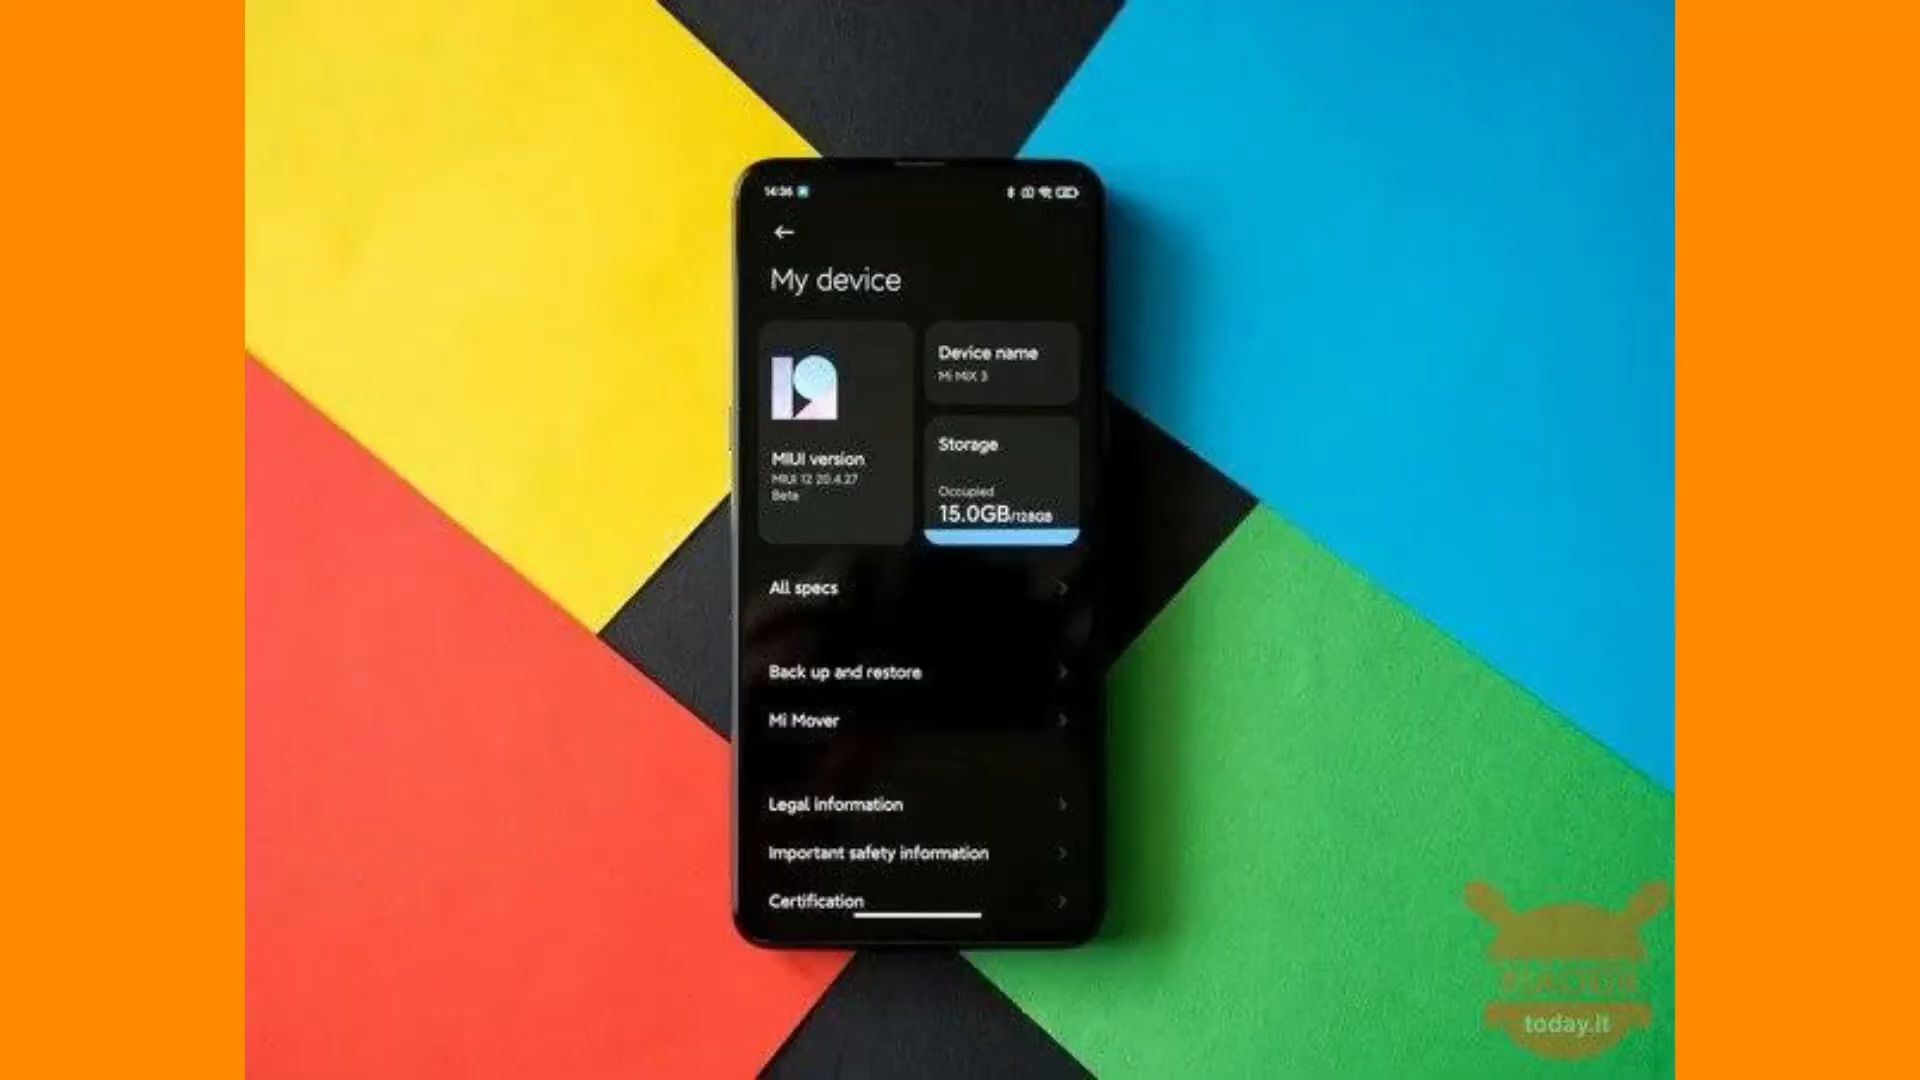 14:36
My device
Device name
Mi MIX 3
MIUI version
MIUI 12 20.4.27
Beta
Storage
Occupied
15.0GB/128GB
All specs
Back up and restore
Mi Mover
Legal information
Important safety information
Certification
today.it